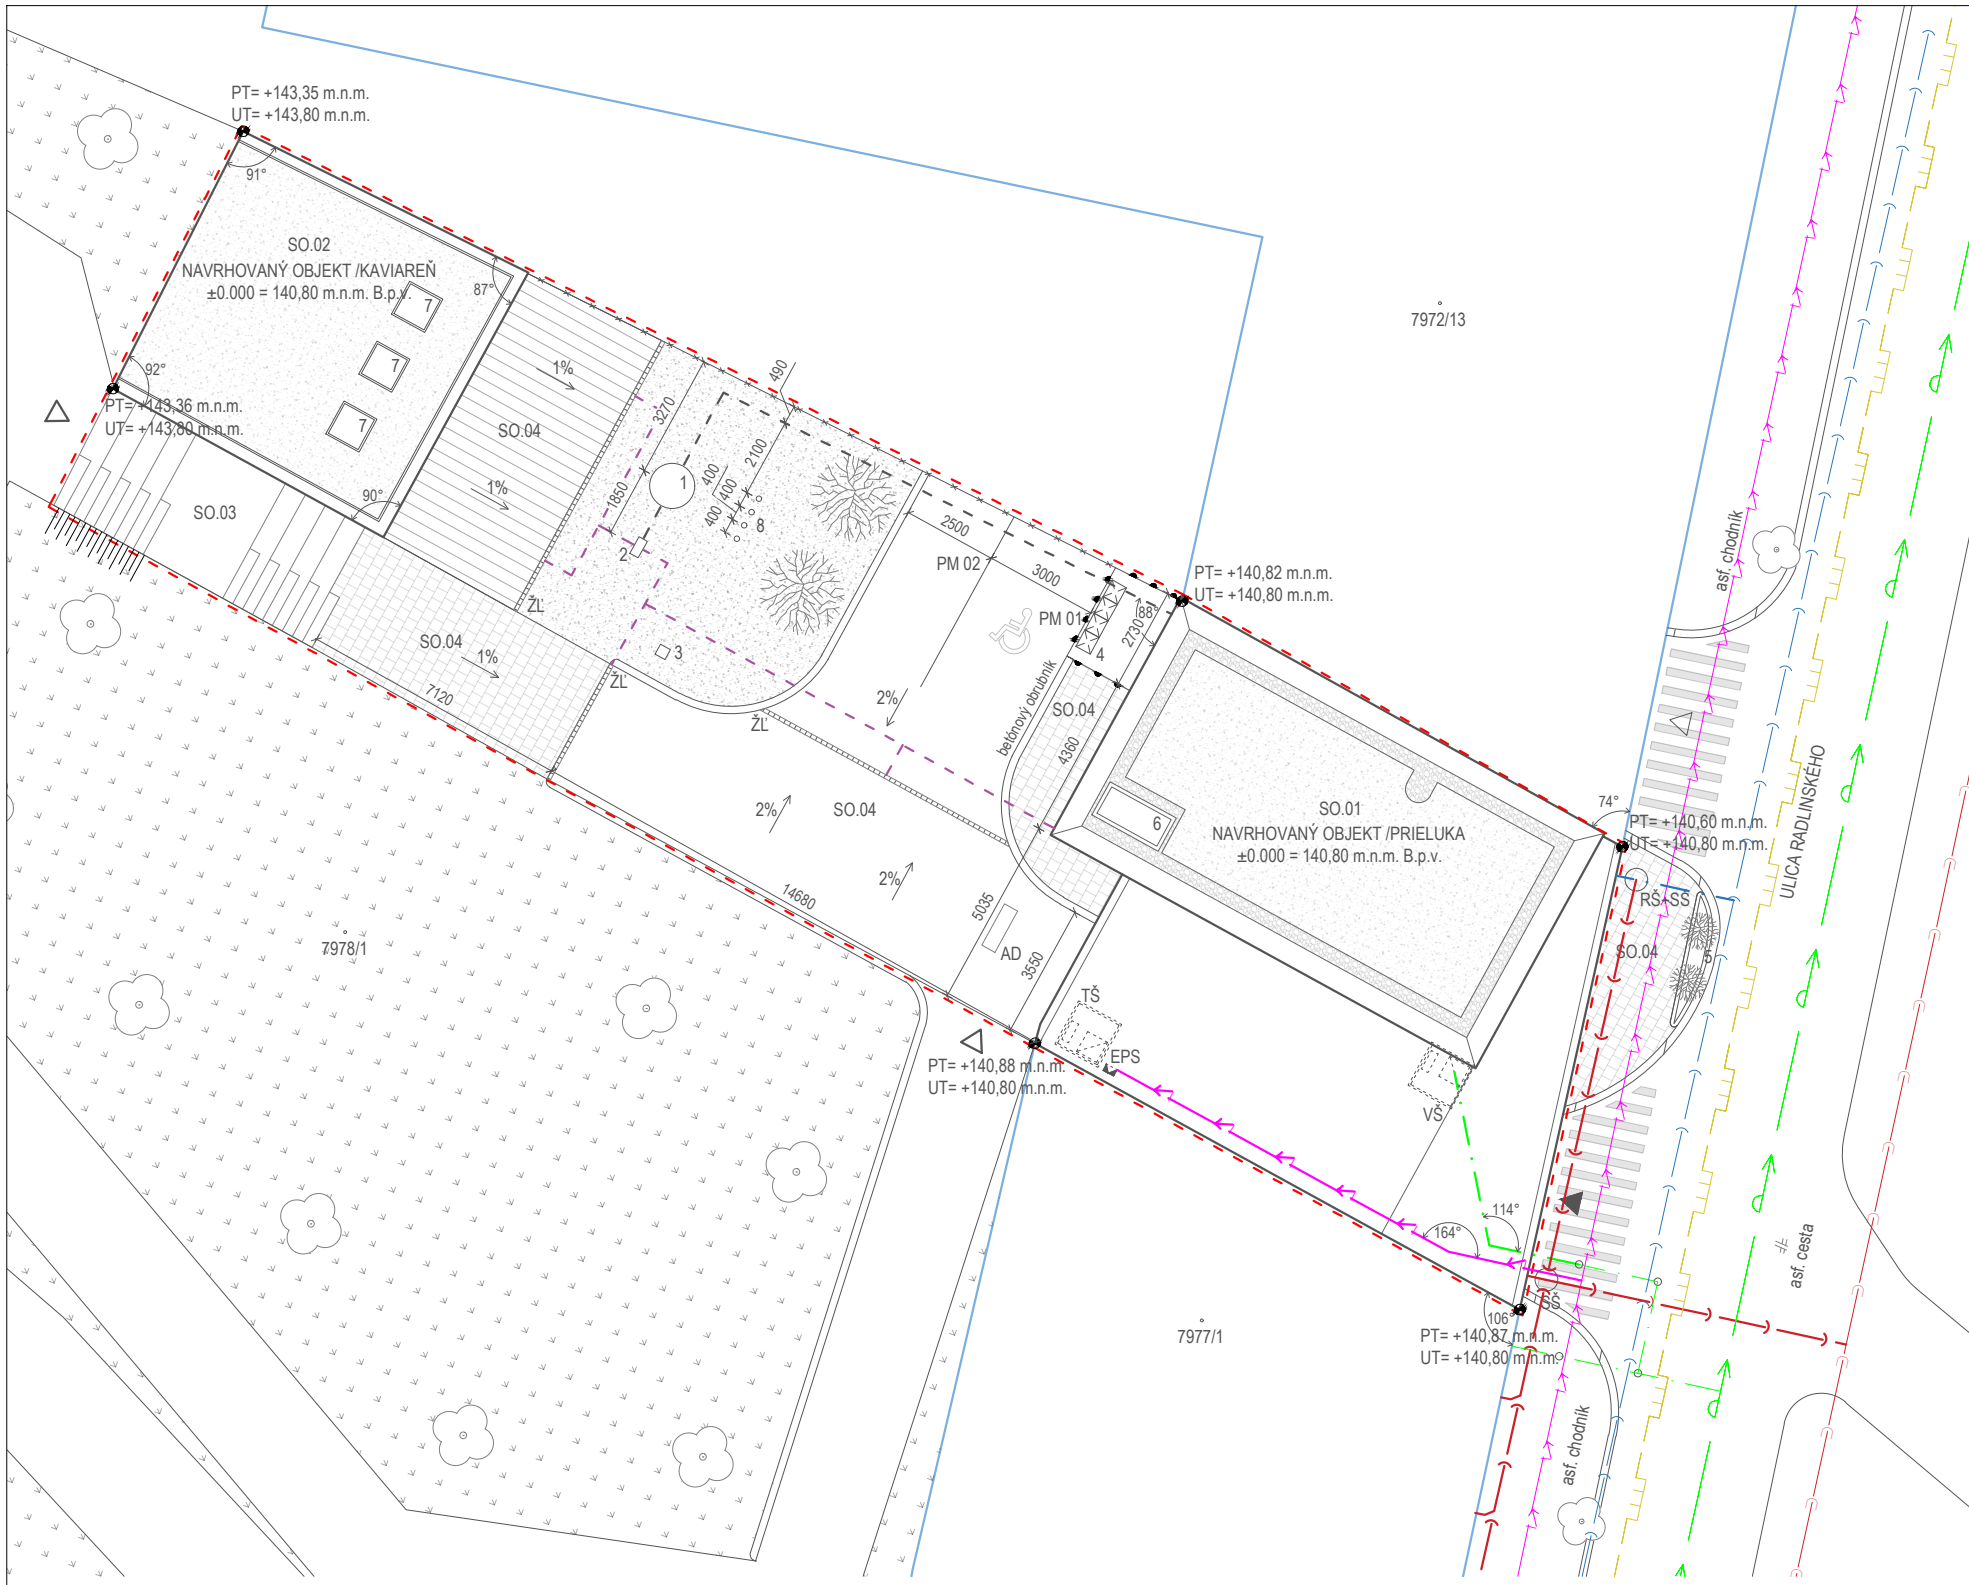 PT= +143,35 m.n.m.
UT= +143,80 m.n.m.
91°
SO.02
NAVRHOVANÝ OBJEKT /KAVIAREŇ
±0.000 = 140,80 m.n.m. B.p.v.
87°
7
7
7
92°
PT= +143,36 m.n.m.
UT= +143,80 m.n.m.
90°
SO.03
SO.04
1%
1%
SO.04
1%
7120
3270
490
2100
400
400
400
1850
1
2
8
3
ŽĽ
ŽĽ
ŽĽ
2500
PM 02
3000
PM 01
4
2730
88°
PT= +140,82 m.n.m.
UT= +140,80 m.n.m.
7972/13
betónový obrubník
SO.04
4360
2%
2%
SO.04
2%
14680
5035
AD
3550
6
SO.01
NAVRHOVANÝ OBJEKT /PRIELUKA
±0.000 = 140,80 m.n.m. B.p.v.
74°
PT= +140,60 m.n.m.
UT= +140,80 m.n.m.
RŠ+SŠ
SO.04
5
asf. chodník
ULICA RADLINSKÉHO
7978/1
TŠ
EPS
PT= +140,88 m.n.m.
UT= +140,80 m.n.m.
VŠ
114°
164°
SŠ
106°
PT= +140,87 m.n.m.
UT= +140,80 m.n.m.
7977/1
asf. cesta
asf. chodník